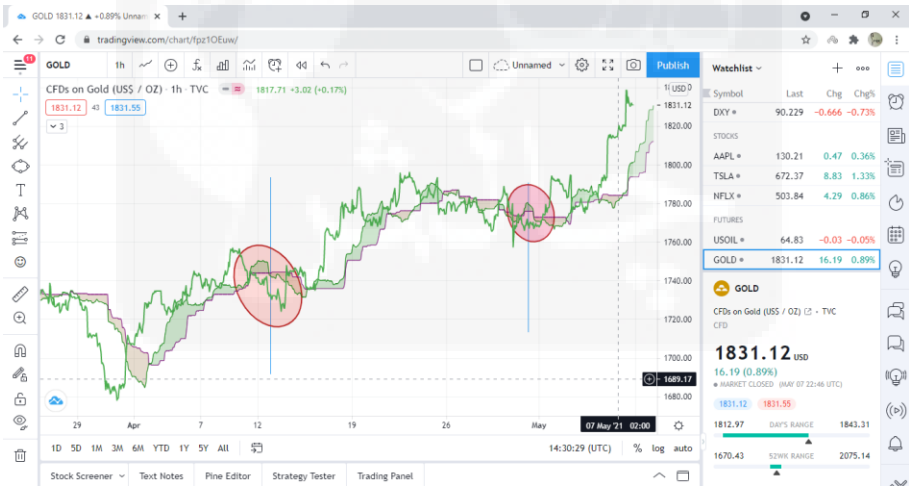 GOLD 1831.12 ▲ +0.89% Unnam
tradingview.com/chart/fpz1OEuw/
11
GOLD 1h Unnamed Publish
CFDs on Gold (US$ / OZ) · 1h · TVC 1817.71 +3.02 (+0.17%)
1831.12 43 1831.55
3
USD
1831.12
1820.00
1800.00
1780.00
1760.00
1740.00
1720.00
1700.00
1689.17
1680.00
29 Apr 7 12 19 26 May 07 May '21 02:00
1D 5D 1M 3M 6M YTD 1Y 5Y All 14:30:29 (UTC) % log auto
Stock Screener Text Notes Pine Editor Strategy Tester Trading Panel
Watchlist
Symbol Last Chg Chg%
DXY 90.229 −0.666 −0.73%
STOCKS
AAPL 130.21 0.47 0.36%
TSLA 672.37 8.83 1.33%
NFLX 503.84 4.29 0.86%
FUTURES
USOIL 64.83 −0.03 −0.05%
GOLD 1831.12 16.19 0.89%
GOLD
CFDs on Gold (US$ / OZ) · TVC
CFD
1831.12 USD
16.19 (0.89%)
MARKET CLOSED (MAY 07 22:46 UTC)
1831.12 1831.55
1812.97 DAY'S RANGE 1843.31
1670.43 52WK RANGE 2075.14